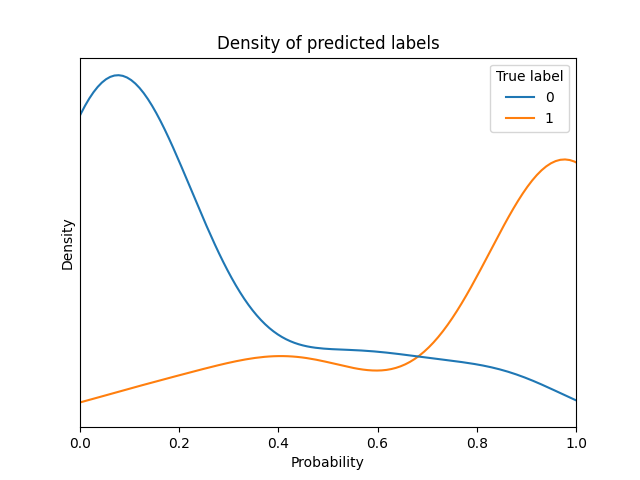 Density of predicted labels
True label
0
1
Density
0.0 0.2 0.4 0.6 0.8 1.0
Probability